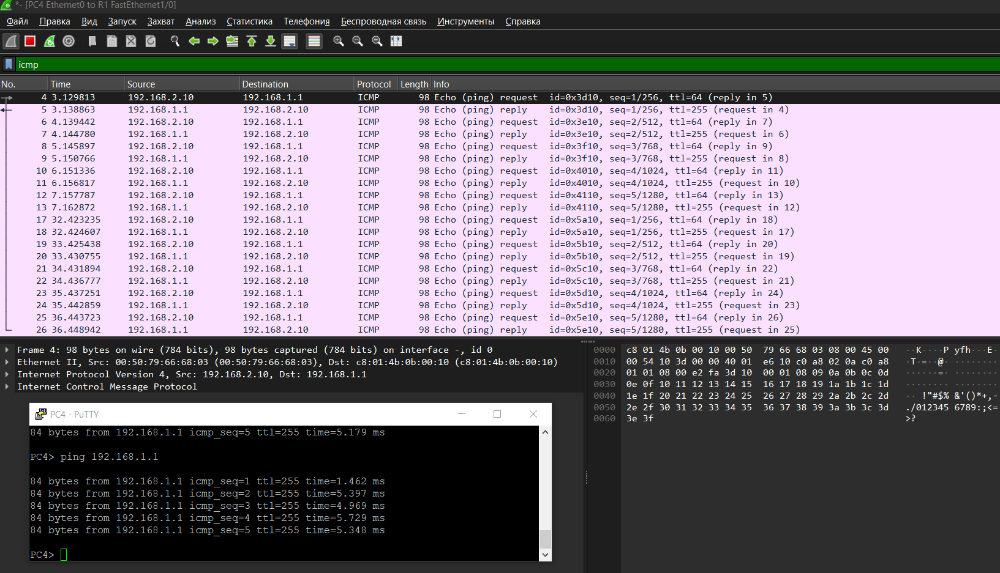 *- [PC4 Ethernet0 to R1 FastEthernet1/0]
Файл Правка Вид Запуск Захват Анализ Статистика Телефония Беспроводная связь Инструменты Справка
icmp
No. Time Source Destination Protocol Length Info
4 3.129813 192.168.2.10 192.168.1.1 ICMP 98 Echo (ping) request id=0x3d10, seq=1/256, ttl=64 (reply in 5)
5 3.138863 192.168.1.1 192.168.2.10 ICMP 98 Echo (ping) reply id=0x3d10, seq=1/256, ttl=255 (request in 4)
6 4.139442 192.168.2.10 192.168.1.1 ICMP 98 Echo (ping) request id=0x3e10, seq=2/512, ttl=64 (reply in 7)
7 4.144780 192.168.1.1 192.168.2.10 ICMP 98 Echo (ping) reply id=0x3e10, seq=2/512, ttl=255 (request in 6)
8 5.145897 192.168.2.10 192.168.1.1 ICMP 98 Echo (ping) request id=0x3f10, seq=3/768, ttl=64 (reply in 9)
9 5.150766 192.168.1.1 192.168.2.10 ICMP 98 Echo (ping) reply id=0x3f10, seq=3/768, ttl=255 (request in 8)
10 6.151336 192.168.2.10 192.168.1.1 ICMP 98 Echo (ping) request id=0x4010, seq=4/1024, ttl=64 (reply in 11)
11 6.156817 192.168.1.1 192.168.2.10 ICMP 98 Echo (ping) reply id=0x4010, seq=4/1024, ttl=255 (request in 10)
12 7.157787 192.168.2.10 192.168.1.1 ICMP 98 Echo (ping) request id=0x4110, seq=5/1280, ttl=64 (reply in 13)
13 7.162872 192.168.1.1 192.168.2.10 ICMP 98 Echo (ping) reply id=0x4110, seq=5/1280, ttl=255 (request in 12)
17 32.423235 192.168.2.10 192.168.1.1 ICMP 98 Echo (ping) request id=0x5a10, seq=1/256, ttl=64 (reply in 18)
18 32.424607 192.168.1.1 192.168.2.10 ICMP 98 Echo (ping) reply id=0x5a10, seq=1/256, ttl=255 (request in 17)
19 33.425438 192.168.2.10 192.168.1.1 ICMP 98 Echo (ping) request id=0x5b10, seq=2/512, ttl=64 (reply in 20)
20 33.430755 192.168.1.1 192.168.2.10 ICMP 98 Echo (ping) reply id=0x5b10, seq=2/512, ttl=255 (request in 19)
21 34.431894 192.168.2.10 192.168.1.1 ICMP 98 Echo (ping) request id=0x5c10, seq=3/768, ttl=64 (reply in 22)
22 34.436777 192.168.1.1 192.168.2.10 ICMP 98 Echo (ping) reply id=0x5c10, seq=3/768, ttl=255 (request in 21)
23 35.437251 192.168.2.10 192.168.1.1 ICMP 98 Echo (ping) request id=0x5d10, seq=4/1024, ttl=64 (reply in 24)
24 35.442859 192.168.1.1 192.168.2.10 ICMP 98 Echo (ping) reply id=0x5d10, seq=4/1024, ttl=255 (request in 23)
25 36.443723 192.168.2.10 192.168.1.1 ICMP 98 Echo (ping) request id=0x5e10, seq=5/1280, ttl=64 (reply in 26)
26 36.448942 192.168.1.1 192.168.2.10 ICMP 98 Echo (ping) reply id=0x5e10, seq=5/1280, ttl=255 (request in 25)
Frame 4: 98 bytes on wire (784 bits), 98 bytes captured (784 bits) on interface -, id 0
Ethernet II, Src: 00:50:79:66:68:03 (00:50:79:66:68:03), Dst: c8:01:4b:0b:00:10 (c8:01:4b:0b:00:10)
Internet Protocol Version 4, Src: 192.168.2.10, Dst: 192.168.1.1
Internet Control Message Protocol
0000 c8 01 4b 0b 00 10 00 50 79 66 68 03 08 00 45 00 ··K····P yfh···E·
0010 00 54 10 3d 00 00 40 01 e6 10 c0 a8 02 0a c0 a8 ·T·=··@· ········
0020 01 01 08 00 e2 fa 3d 10 00 01 08 09 0a 0b 0c 0d ······=· ········
0030 0e 0f 10 11 12 13 14 15 16 17 18 19 1a 1b 1c 1d ········ ········
0040 1e 1f 20 21 22 23 24 25 26 27 28 29 2a 2b 2c 2d ·· !"#$% &'()*+,-
0050 2e 2f 30 31 32 33 34 35 36 37 38 39 3a 3b 3c 3d ./012345 6789:;<=
0060 3e 3f >?
PC4 - PuTTY
84 bytes from 192.168.1.1 icmp_seq=5 ttl=255 time=5.179 ms
PC4> ping 192.168.1.1
84 bytes from 192.168.1.1 icmp_seq=1 ttl=255 time=1.462 ms
84 bytes from 192.168.1.1 icmp_seq=2 ttl=255 time=5.397 ms
84 bytes from 192.168.1.1 icmp_seq=3 ttl=255 time=4.969 ms
84 bytes from 192.168.1.1 icmp_seq=4 ttl=255 time=5.729 ms
84 bytes from 192.168.1.1 icmp_seq=5 ttl=255 time=5.348 ms
PC4>